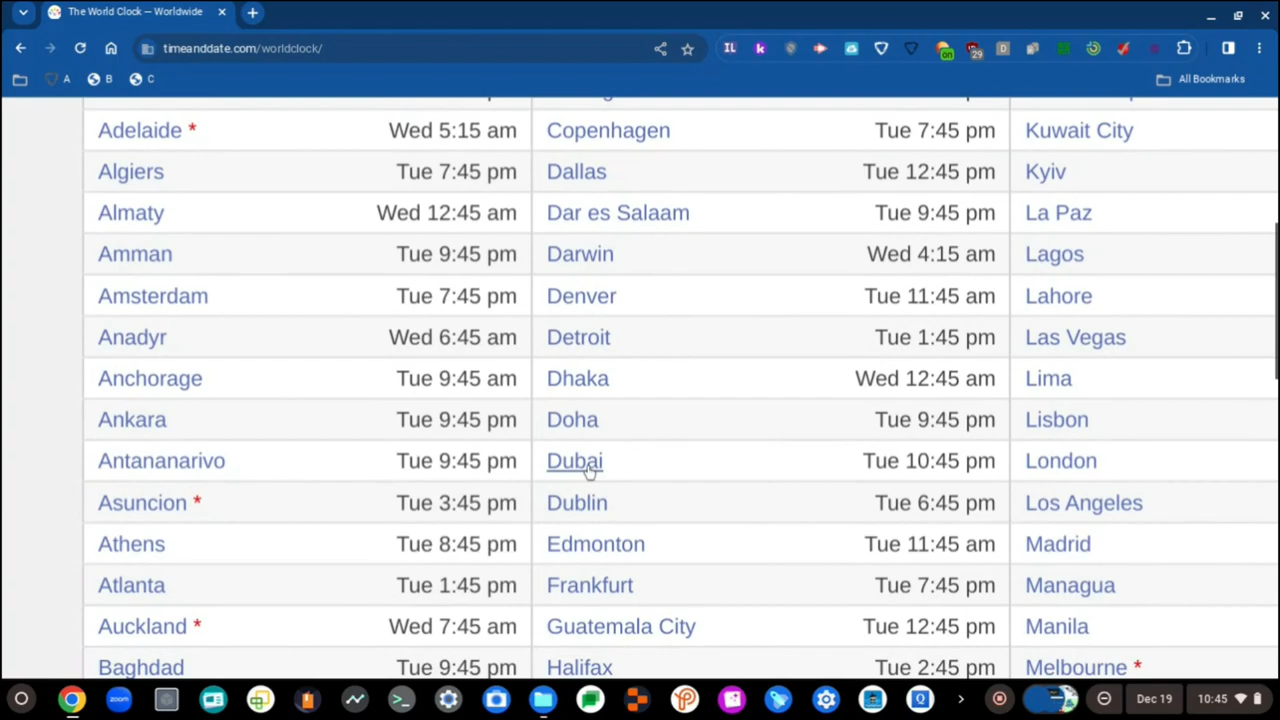 The World Clock — Worldwide
timeanddate.com/worldclock/
IL
k
on
29
D
A
B
C
All Bookmarks
Adelaide * Wed 5:15 am Copenhagen Tue 7:45 pm Kuwait City
Algiers Tue 7:45 pm Dallas Tue 12:45 pm Kyiv
Almaty Wed 12:45 am Dar es Salaam Tue 9:45 pm La Paz
Amman Tue 9:45 pm Darwin Wed 4:15 am Lagos
Amsterdam Tue 7:45 pm Denver Tue 11:45 am Lahore
Anadyr Wed 6:45 am Detroit Tue 1:45 pm Las Vegas
Anchorage Tue 9:45 am Dhaka Wed 12:45 am Lima
Ankara Tue 9:45 pm Doha Tue 9:45 pm Lisbon
Antananarivo Tue 9:45 pm Dubai Tue 10:45 pm London
Asuncion * Tue 3:45 pm Dublin Tue 6:45 pm Los Angeles
Athens Tue 8:45 pm Edmonton Tue 11:45 am Madrid
Atlanta Tue 1:45 pm Frankfurt Tue 7:45 pm Managua
Auckland * Wed 7:45 am Guatemala City Tue 12:45 pm Manila
Baghdad Tue 9:45 pm Halifax Tue 2:45 pm Melbourne *
zoom
Dec 19
10:45